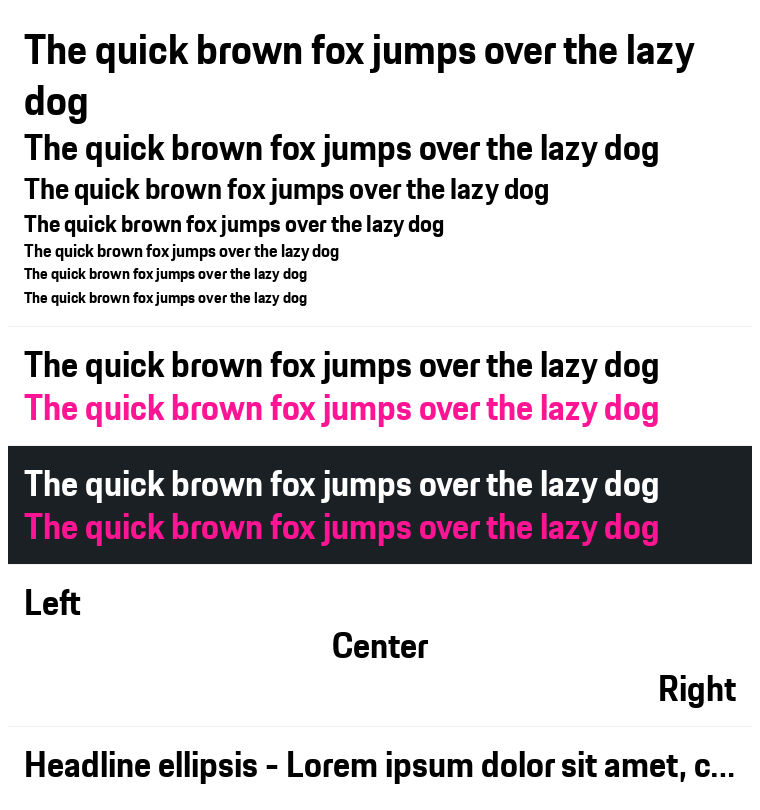 The quick brown fox jumps over the lazy
dog
The quick brown fox jumps over the lazy dog
The quick brown fox jumps over the lazy dog
The quick brown fox jumps over the lazy dog
The quick brown fox jumps over the lazy dog
The quick brown fox jumps over the lazy dog
The quick brown fox jumps over the lazy dog
The quick brown fox jumps over the lazy dog
The quick brown fox jumps over the lazy dog
The quick brown fox jumps over the lazy dog
The quick brown fox jumps over the lazy dog
Left
Center
Right
Headline ellipsis - Lorem ipsum dolor sit amet, c...